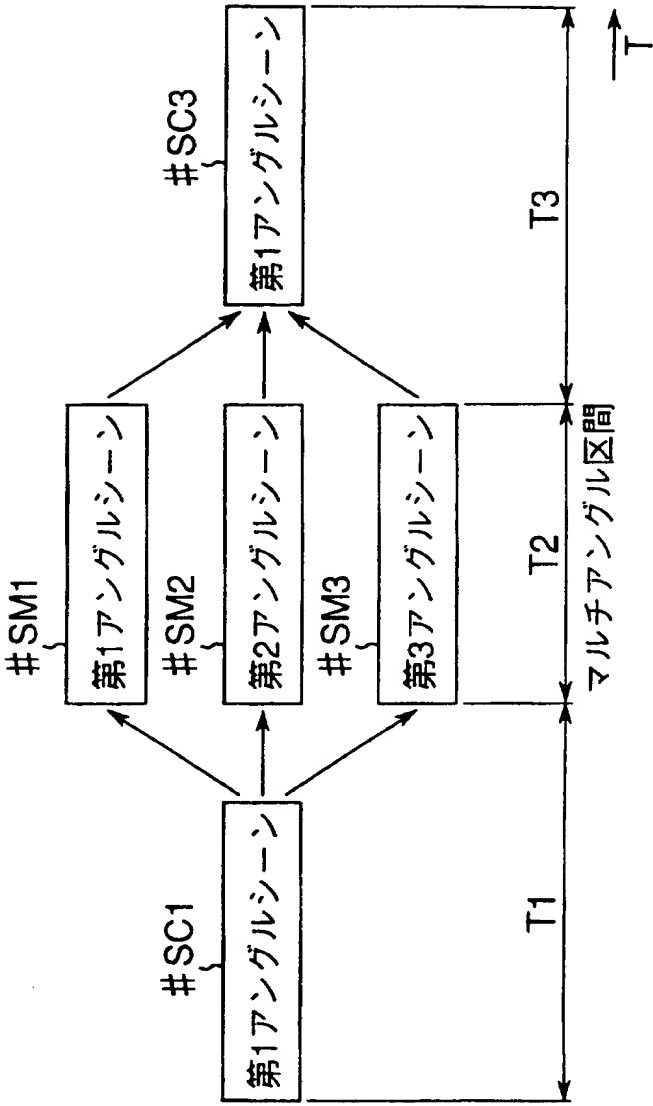 #SC1
第1アングルシーン
#SM1
第1アングルシーン
#SM2
第2アングルシーン
#SM3
第3アングルシーン
#SC3
第1アングルシーン
T1
T2
T3
マルチアングル区間
T